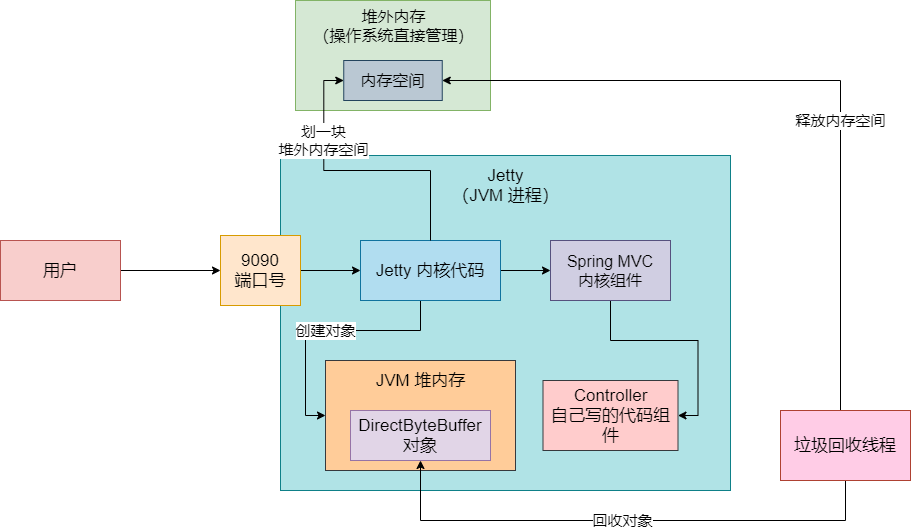 堆外内存
（操作系统直接管理）
内存空间
释放内存空间
划一块
堆外内存空间
Jetty
（JVM 进程）
用户
9090
端口号
Jetty 内核代码
Spring MVC
内核组件
创建对象
JVM 堆内存
DirectByteBuffer
对象
Controller
自己写的代码组
件
垃圾回收线程
回收对象